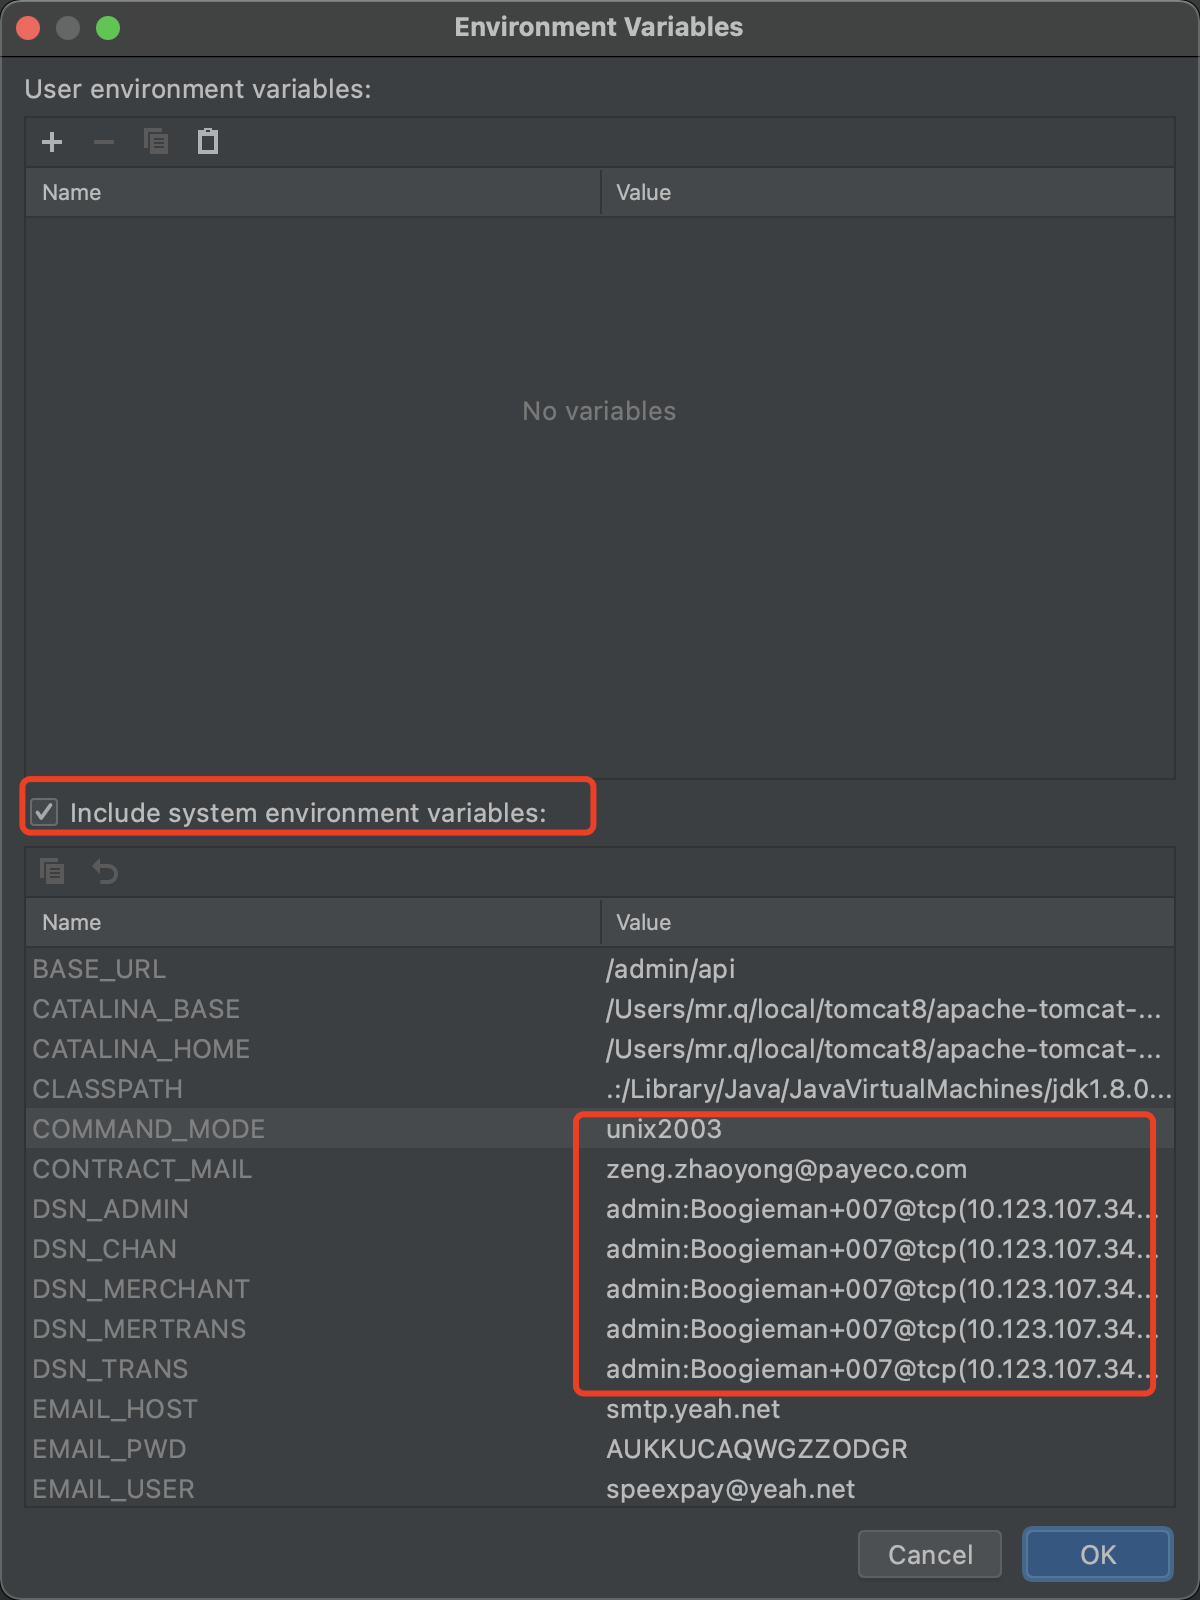 Environment Variables
User environment variables:
Name Value
No variables
Include system environment variables:
Name Value
BASE_URL /admin/api
CATALINA_BASE /Users/mr.q/local/tomcat8/apache-tomcat-...
CATALINA_HOME /Users/mr.q/local/tomcat8/apache-tomcat-...
CLASSPATH .:/Library/Java/JavaVirtualMachines/jdk1.8.0...
COMMAND_MODE unix2003
CONTRACT_MAIL zeng.zhaoyong@payeco.com
DSN_ADMIN admin:Boogieman+007@tcp(10.123.107.34...
DSN_CHAN admin:Boogieman+007@tcp(10.123.107.34...
DSN_MERCHANT admin:Boogieman+007@tcp(10.123.107.34...
DSN_MERTRANS admin:Boogieman+007@tcp(10.123.107.34...
DSN_TRANS admin:Boogieman+007@tcp(10.123.107.34...
EMAIL_HOST smtp.yeah.net
EMAIL_PWD AUKKUCAQWGZZODGR
EMAIL_USER speexpay@yeah.net
Cancel OK